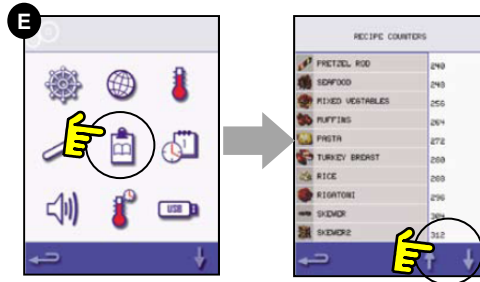 E
1
USB
RECIPE COUNTERS
PRETZEL ROD 240
SEAFOOD 248
MIXED VEGETABLES 256
MUFFINS 264
PASTA 272
TURKEY BREAST 280
RICE 288
RIGATONI 296
SKEWER 304
SKEWER2 312